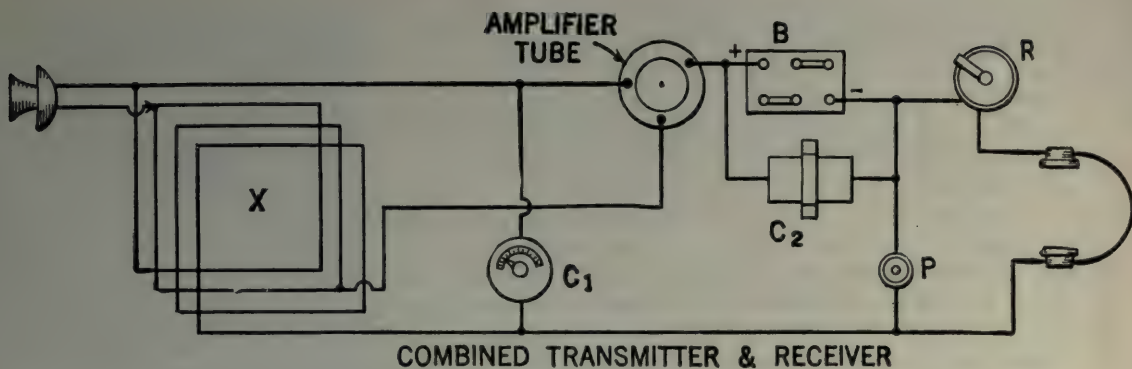 AMPLIFIER
TUBE
B
R
+
-
X
C2
C1
P
COMBINED TRANSMITTER & RECEIVER